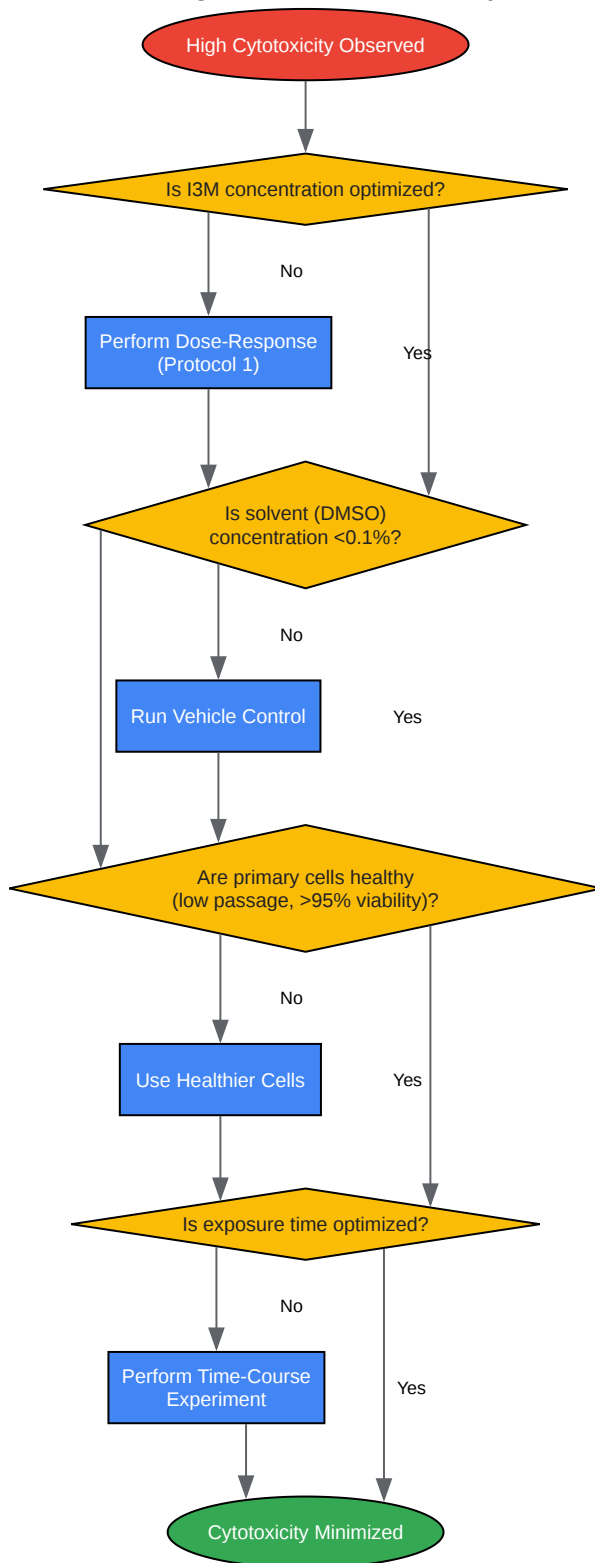 High Cytotoxicity Observed
Is I3M concentration optimized?
No
Perform Dose-Response
(Protocol 1)
Yes
Is solvent (DMSO)
concentration <0.1%?
No
Run Vehicle Control
Yes
Are primary cells healthy
(low passage, >95% viability)?
No
Use Healthier Cells
Yes
Is exposure time optimized?
No
Perform Time-Course
Experiment
Yes
Cytotoxicity Minimized